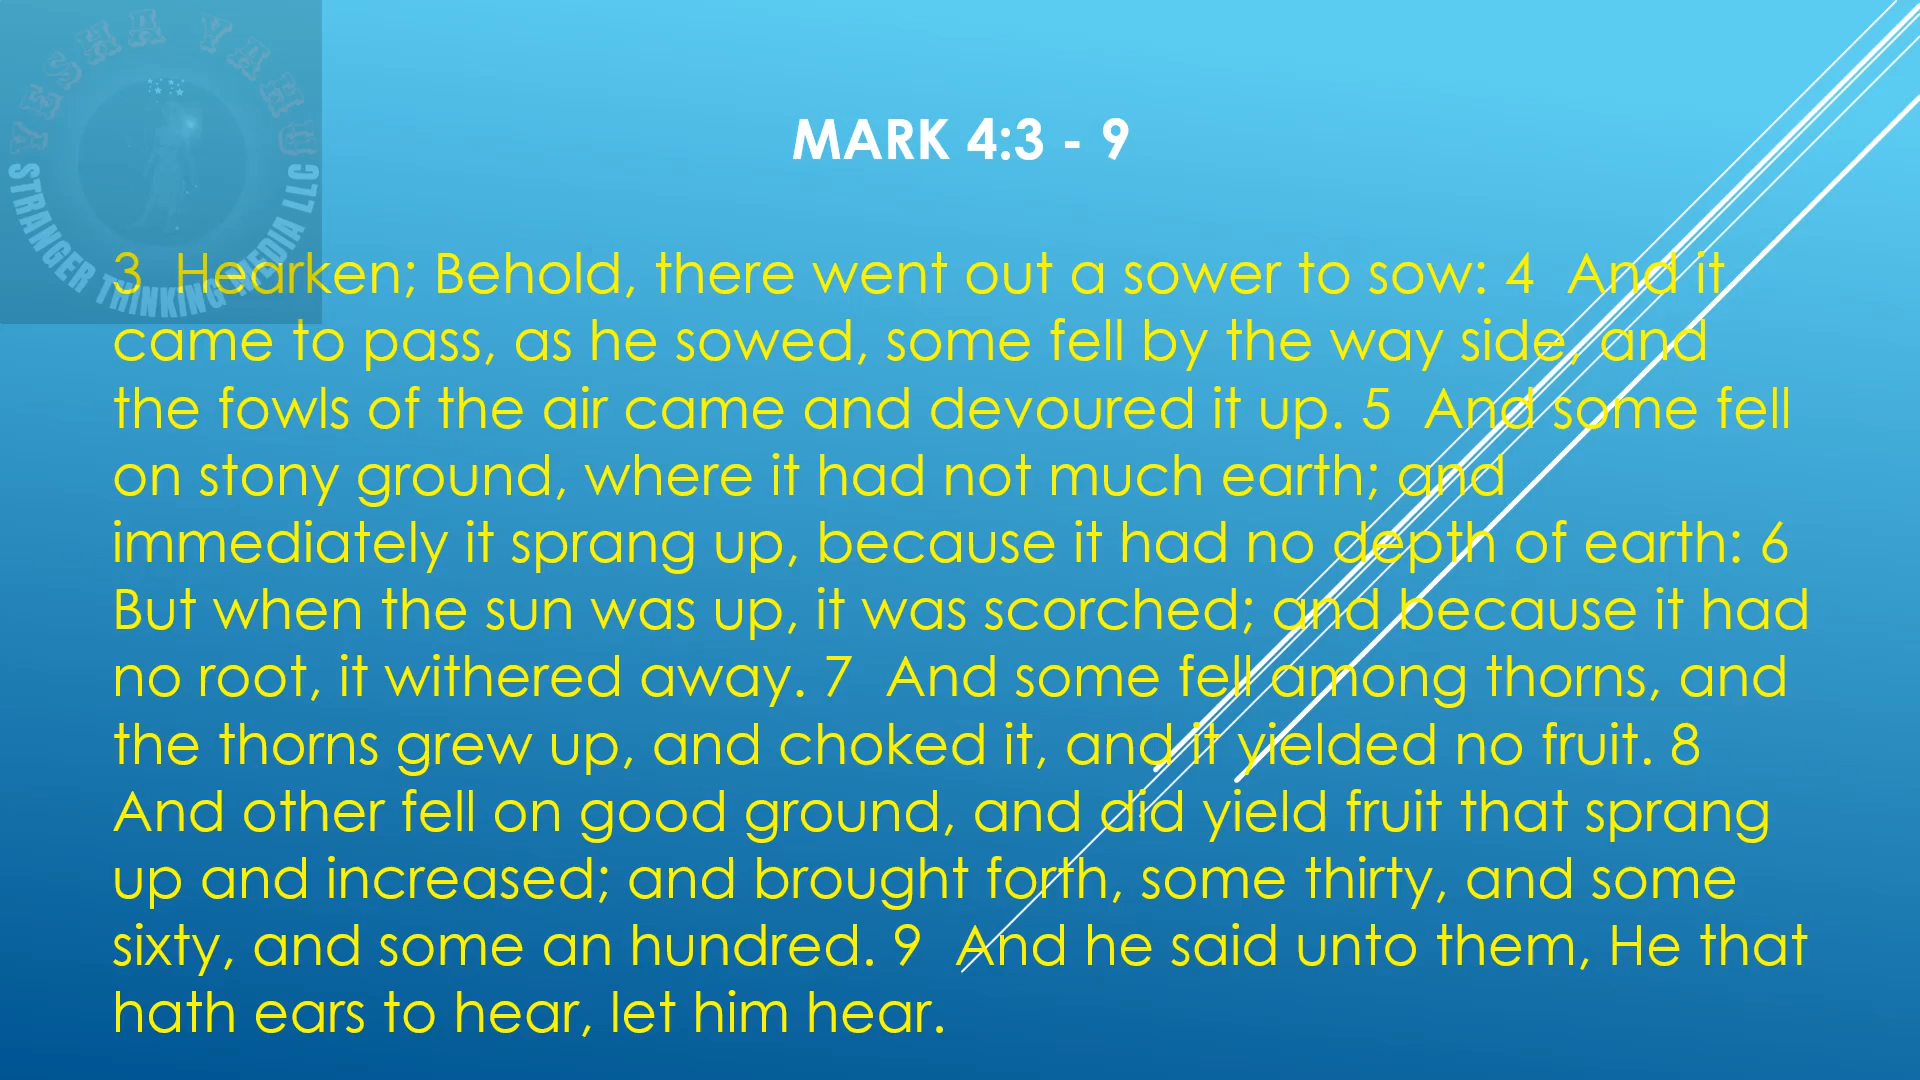 YESHA YAHU
STRANGER THINKING MEDIA LLC
MARK 4:3 - 9
3 Hearken; Behold, there went out a sower to sow: 4 And it
came to pass, as he sowed, some fell by the way side, and
the fowls of the air came and devoured it up. 5 And some fell
on stony ground, where it had not much earth; and
immediately it sprang up, because it had no depth of earth: 6
But when the sun was up, it was scorched; and because it had
no root, it withered away. 7 And some fell among thorns, and
the thorns grew up, and choked it, and it yielded no fruit. 8
And other fell on good ground, and did yield fruit that sprang
up and increased; and brought forth, some thirty, and some
sixty, and some an hundred. 9 And he said unto them, He that
hath ears to hear, let him hear.